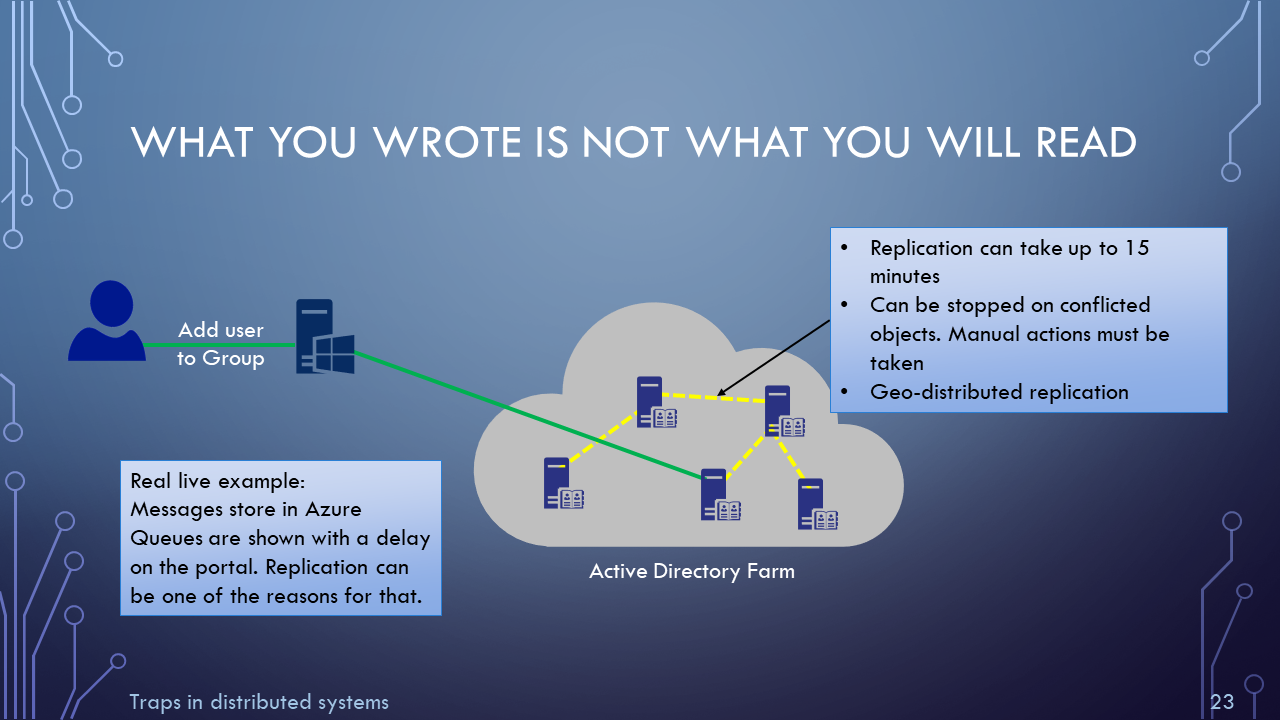 WHAT YOU WROTE IS NOT WHAT YOU WILL READ
• Replication can take up to 15
minutes
• Can be stopped on conflicted
objects. Manual actions must be
taken
• Geo-distributed replication
Add user
to Group
Real live example:
Messages store in Azure
Queues are shown with a delay
on the portal. Replication can
be one of the reasons for that.
Active Directory Farm
Traps in distributed systems
23